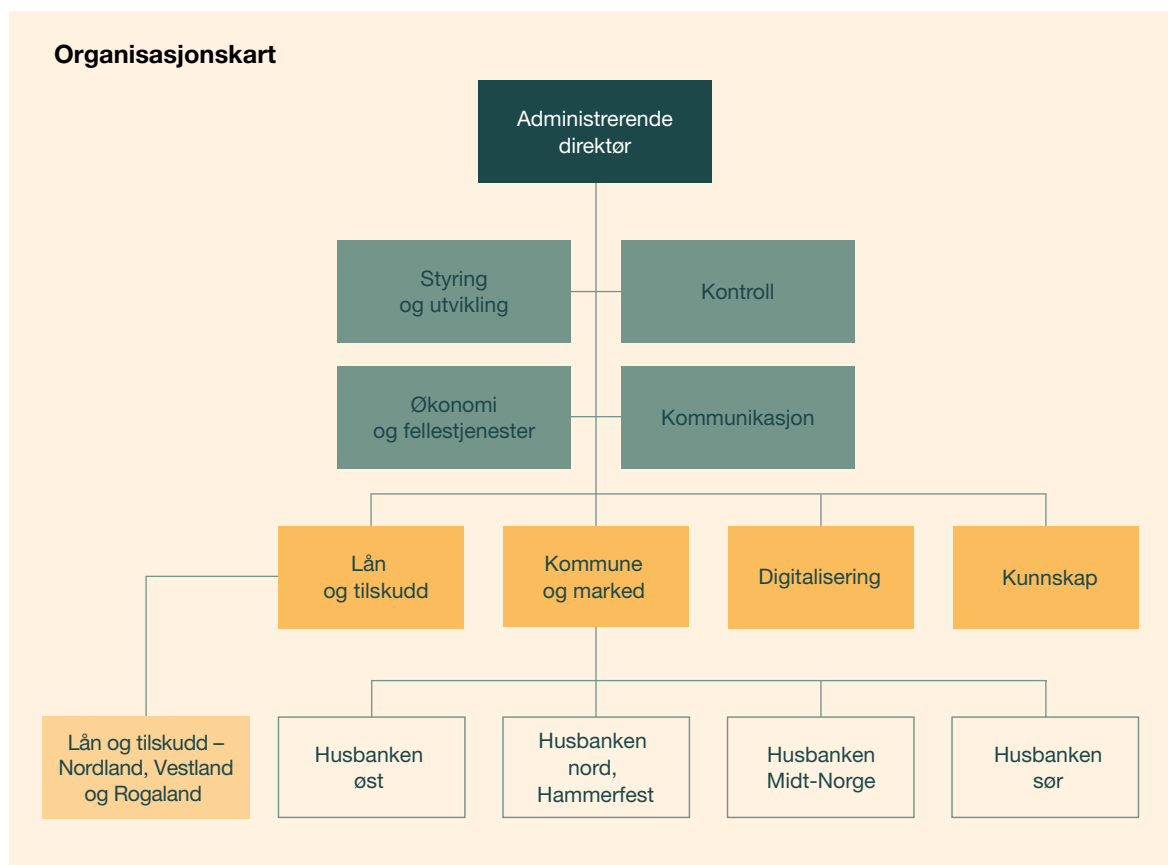 Organisasjonskart
Administrerende
direktør
Styring
og utvikling
Kontroll
Økonomi
og fellestjenester
Kommunikasjon
Lån
og tilskudd
Kommune
og marked
Digitalisering
Kunnskap
Lån og tilskudd –
Nordland, Vestland
og Rogaland
Husbanken
øst
Husbanken
nord,
Hammerfest
Husbanken
Midt-Norge
Husbanken
sør